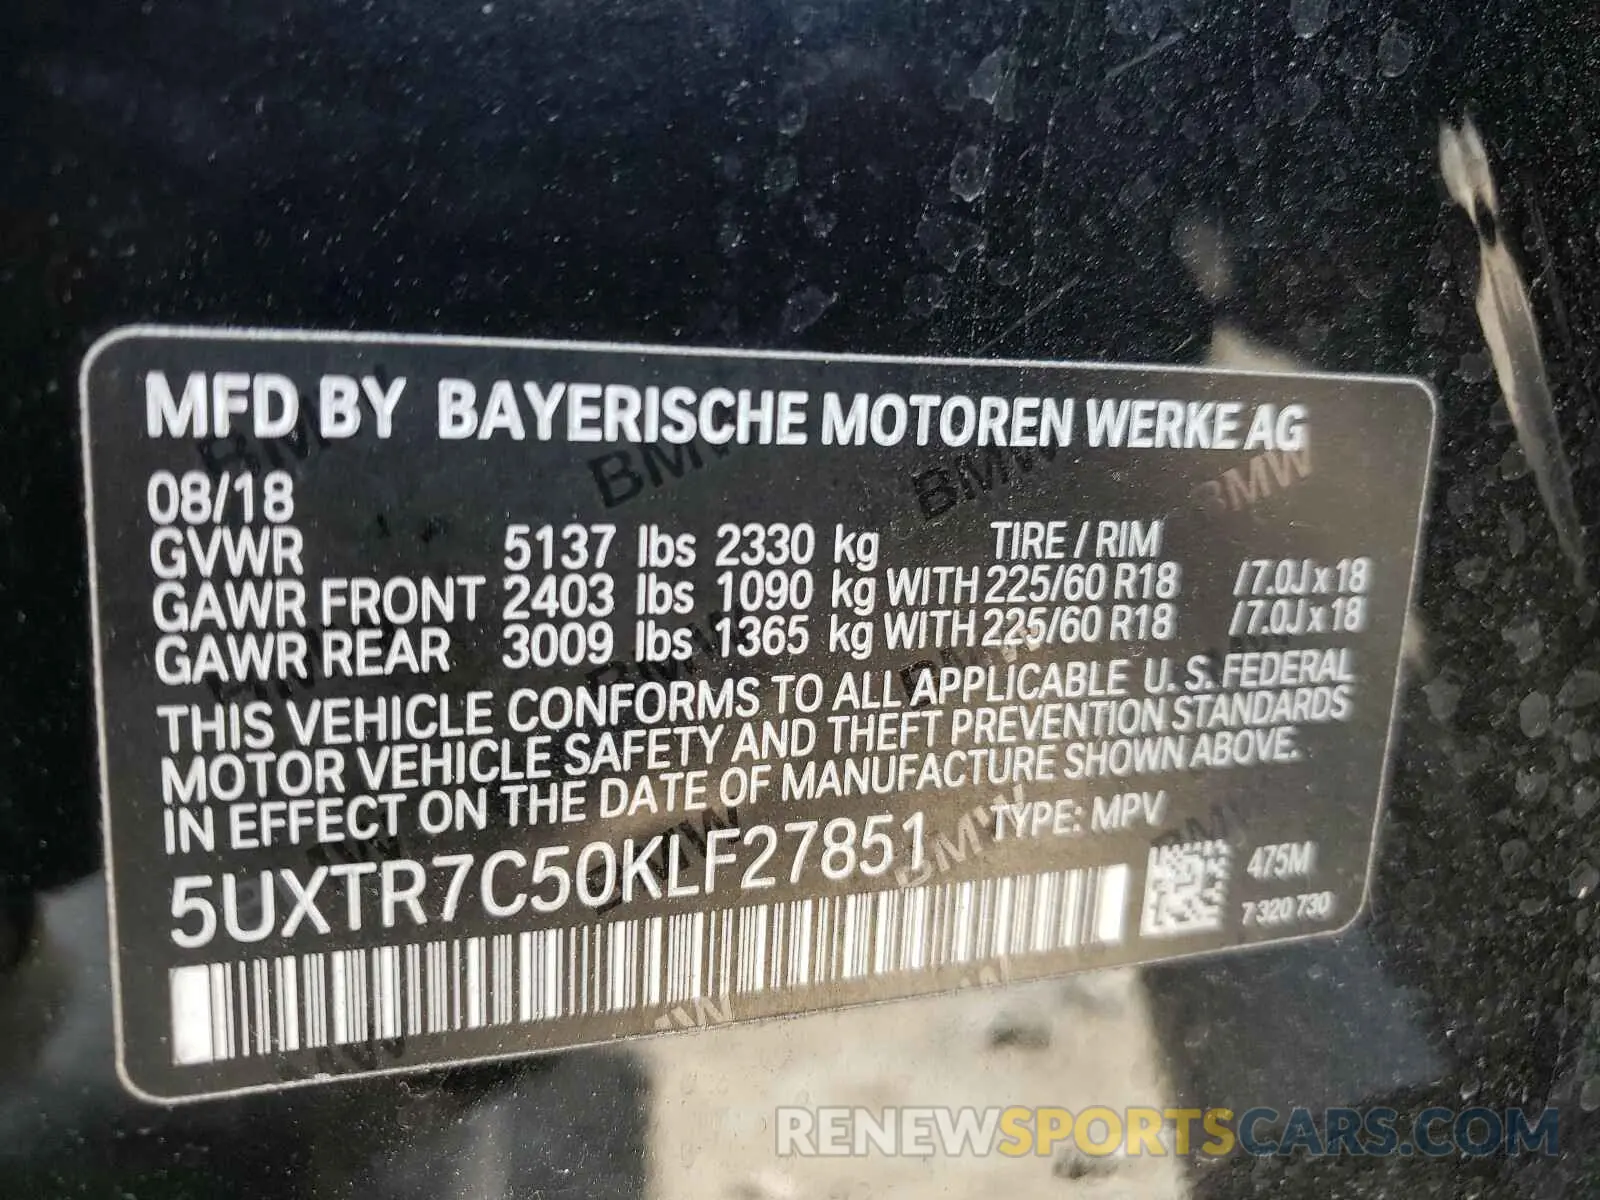 MFD BY BAYERISCHE MOTOREN WERKE AG
08/18
GVWR 5137 lbs 2330 kg TIRE / RIM
GAWR FRONT 2403 lbs 1090 kg WITH 225/60 R18 /7.0J x 18
GAWR REAR 3009 lbs 1365 kg WITH 225/60 R18 /7.0J x 18
THIS VEHICLE CONFORMS TO ALL APPLICABLE U. S. FEDERAL
MOTOR VEHICLE SAFETY AND THEFT PREVENTION STANDARDS
IN EFFECT ON THE DATE OF MANUFACTURE SHOWN ABOVE.
5UXTR7C50KLF27851 TYPE: MPV
475M
7 320 730
RENEWSPORTSCARS.COM